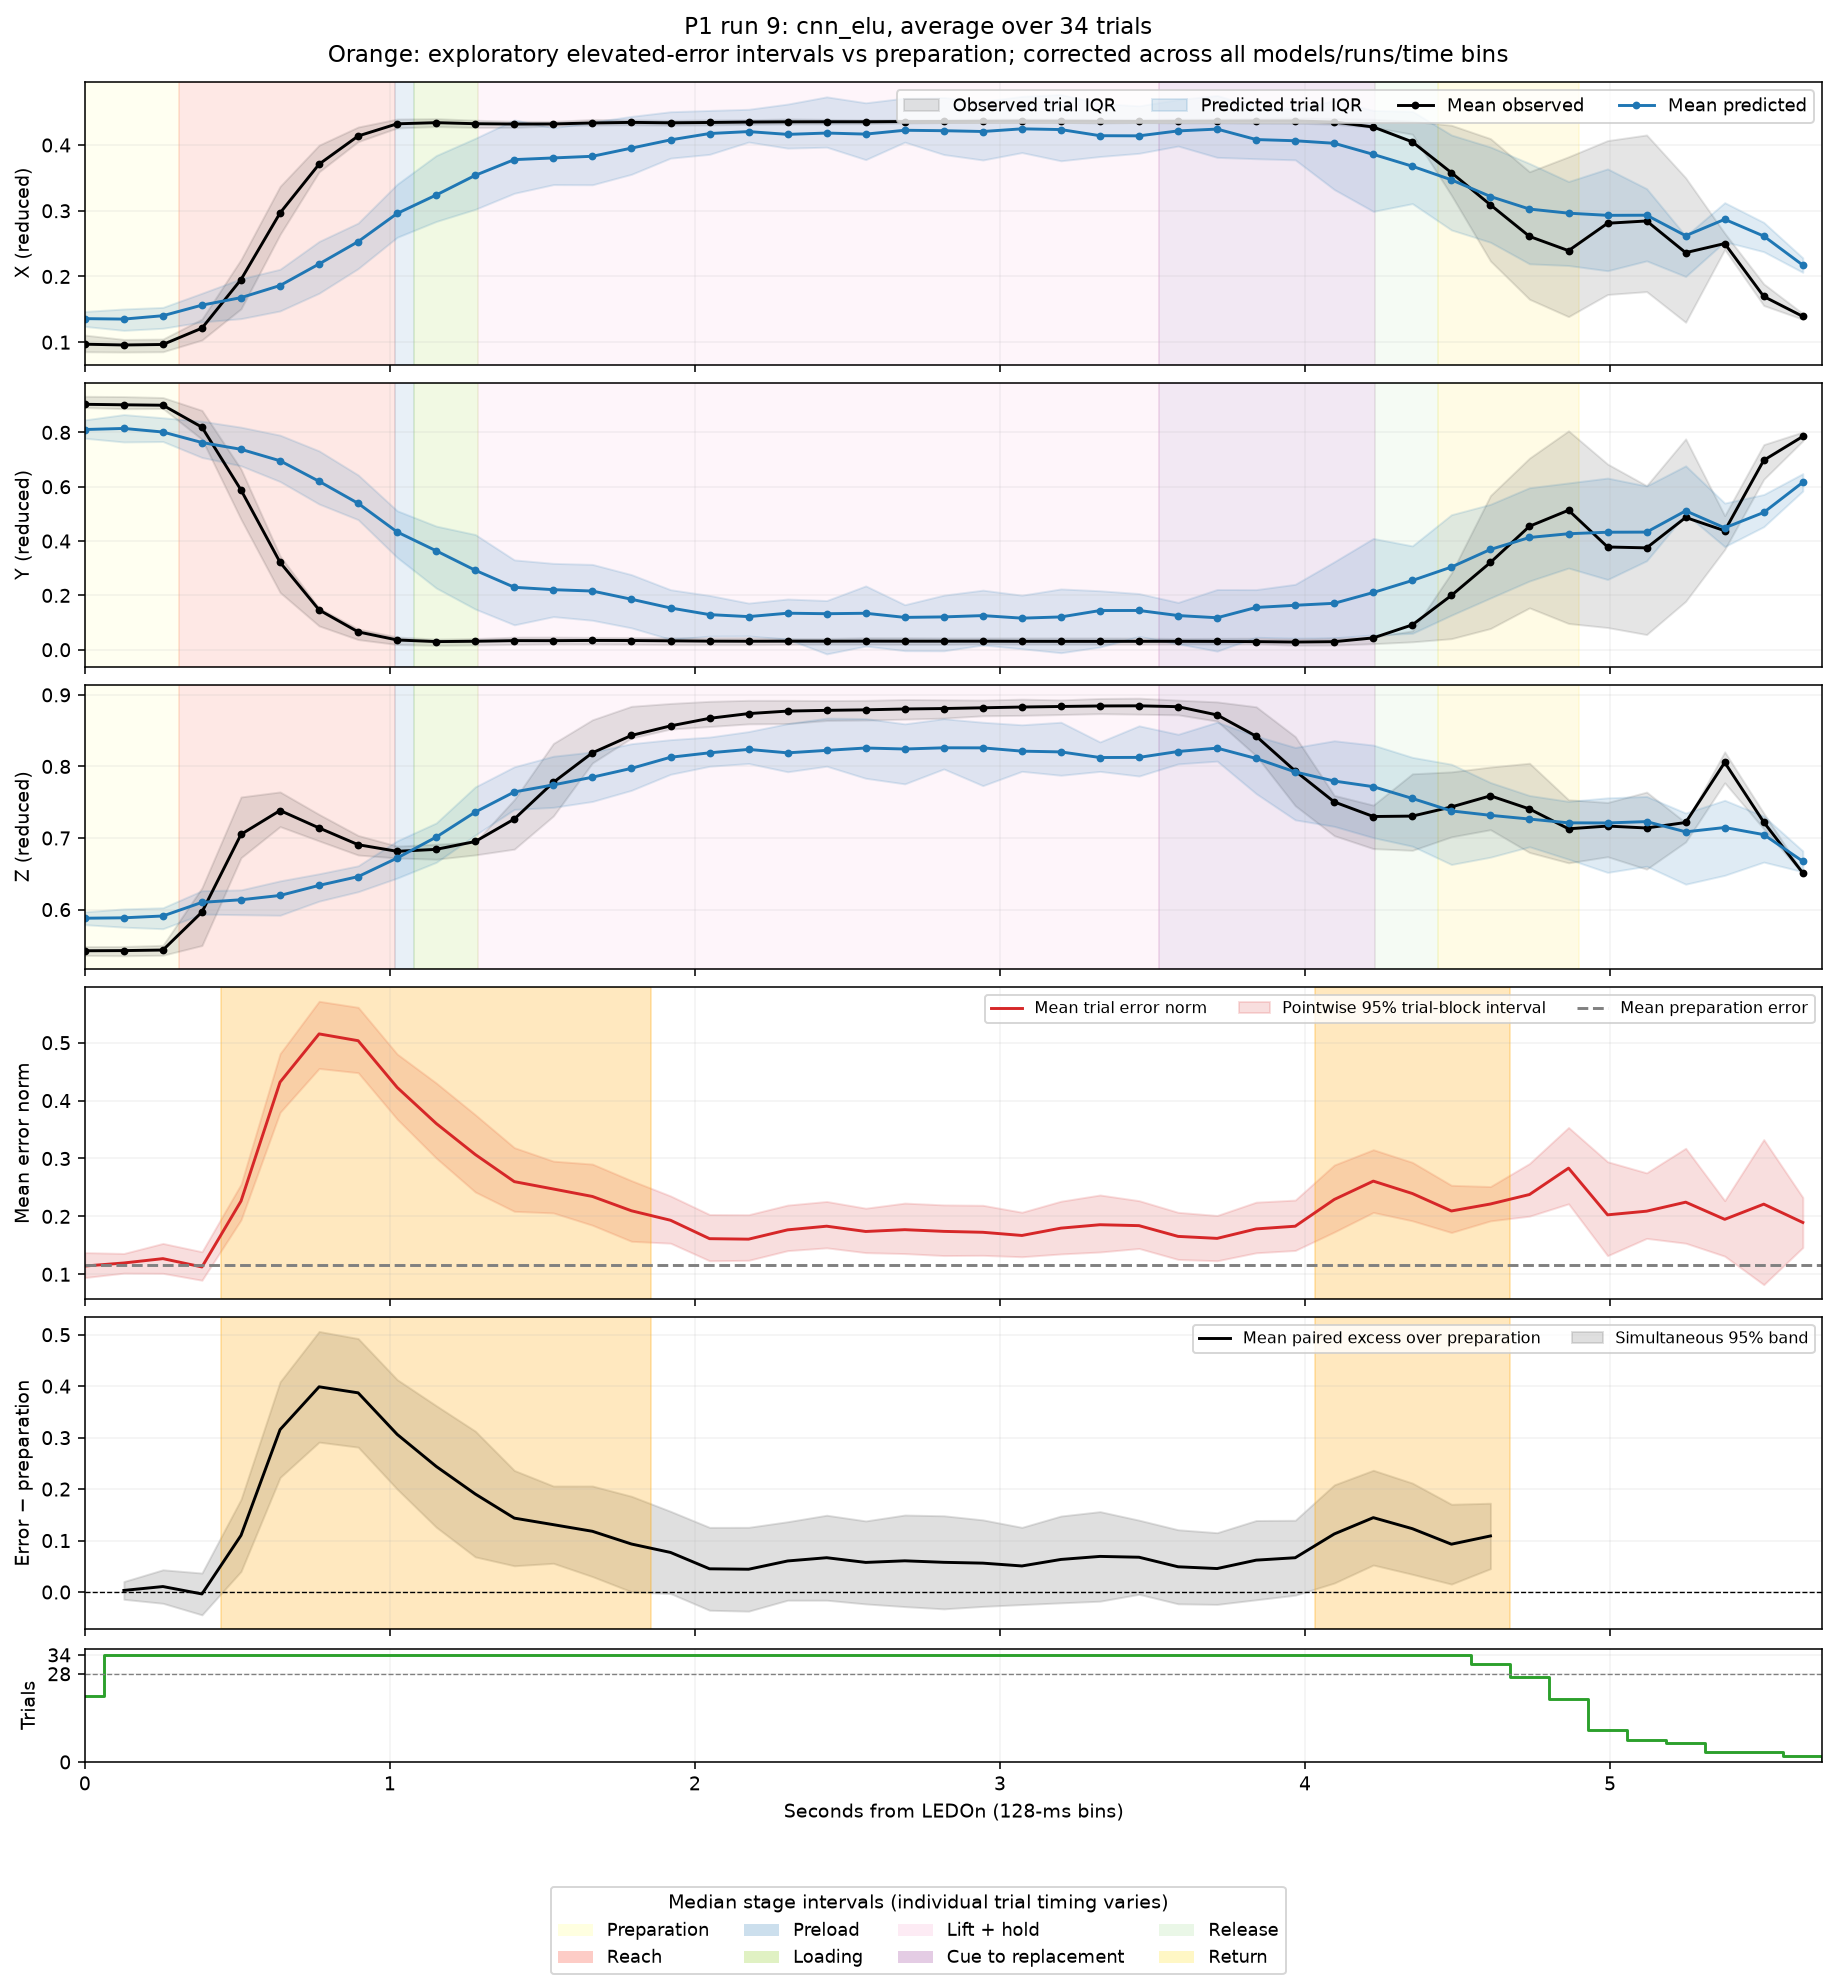 P1 run 9: cnn_elu, average over 34 trials
Orange: exploratory elevated-error intervals vs preparation; corrected across all models/runs/time bins
Observed trial IQR
Predicted trial IQR
Mean observed
Mean predicted
X (reduced)
0.4
0.3
0.2
0.1
Y (reduced)
0.8
0.6
0.4
0.2
0.0
Z (reduced)
0.9
0.8
0.7
0.6
Mean trial error norm
Pointwise 95% trial-block interval
Mean preparation error
Mean error norm
0.5
0.4
0.3
0.2
0.1
Mean paired excess over preparation
Simultaneous 95% band
Error − preparation
0.5
0.4
0.3
0.2
0.1
0.0
Trials
34
28
0
0 1 2 3 4 5
Seconds from LEDOn (128-ms bins)
Median stage intervals (individual trial timing varies)
Preparation Preload Lift + hold Release
Reach Loading Cue to replacement Return